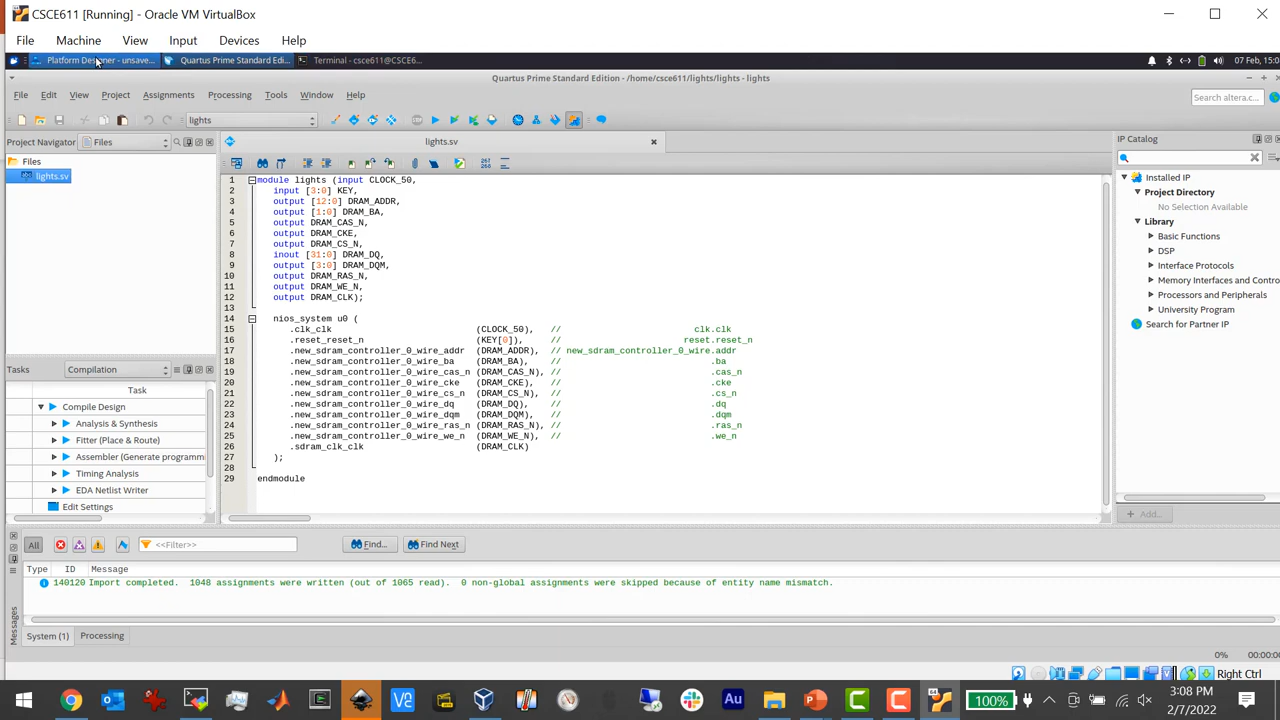 CSCE611 [Running] - Oracle VM VirtualBox
File Machine View Input Devices Help
Platform Designer - unsave... Quartus Prime Standard Edi... Terminal - csce611@CSCE6... 07 Feb, 15:0
Quartus Prime Standard Edition - /home/csce611/lights/lights - lights
File Edit View Project Assignments Processing Tools Window Help Search altera.c...
lights
Project Navigator Files lights.sv IP Catalog
Files
lights.sv
Installed IP
Project Directory
No Selection Available
Library
Basic Functions
DSP
Interface Protocols
Memory Interfaces and Contro
Processors and Peripherals
University Program
Search for Partner IP
+ Add...
1 module lights (input CLOCK_50,
2 input [3:0] KEY,
3 output [12:0] DRAM_ADDR,
4 output [1:0] DRAM_BA,
5 output DRAM_CAS_N,
6 output DRAM_CKE,
7 output DRAM_CS_N,
8 inout [31:0] DRAM_DQ,
9 output [3:0] DRAM_DQM,
10 output DRAM_RAS_N,
11 output DRAM_WE_N,
12 output DRAM_CLK);
13
14 nios_system u0 (
15 .clk_clk (CLOCK_50), // clk.clk
16 .reset_reset_n (KEY[0]), // reset.reset_n
17 .new_sdram_controller_0_wire_addr (DRAM_ADDR), // new_sdram_controller_0_wire.addr
18 .new_sdram_controller_0_wire_ba (DRAM_BA), // .ba
19 .new_sdram_controller_0_wire_cas_n (DRAM_CAS_N), // .cas_n
20 .new_sdram_controller_0_wire_cke (DRAM_CKE), // .cke
21 .new_sdram_controller_0_wire_cs_n (DRAM_CS_N), // .cs_n
22 .new_sdram_controller_0_wire_dq (DRAM_DQ), // .dq
23 .new_sdram_controller_0_wire_dqm (DRAM_DQM), // .dqm
24 .new_sdram_controller_0_wire_ras_n (DRAM_RAS_N), // .ras_n
25 .new_sdram_controller_0_wire_we_n (DRAM_WE_N), // .we_n
26 .sdram_clk_clk (DRAM_CLK)
27 );
28
29 endmodule
Tasks Compilation
Task
Compile Design
Analysis & Synthesis
Fitter (Place & Route)
Assembler (Generate programm
Timing Analysis
EDA Netlist Writer
Edit Settings
All <<Filter>> Find... Find Next
Type ID Message
140120 Import completed. 1048 assignments were written (out of 1065 read). 0 non-global assignments were skipped because of entity name mismatch.
Messages
System (1) Processing
0% 00:00:0
Right Ctrl
100% 3:08 PM
2/7/2022